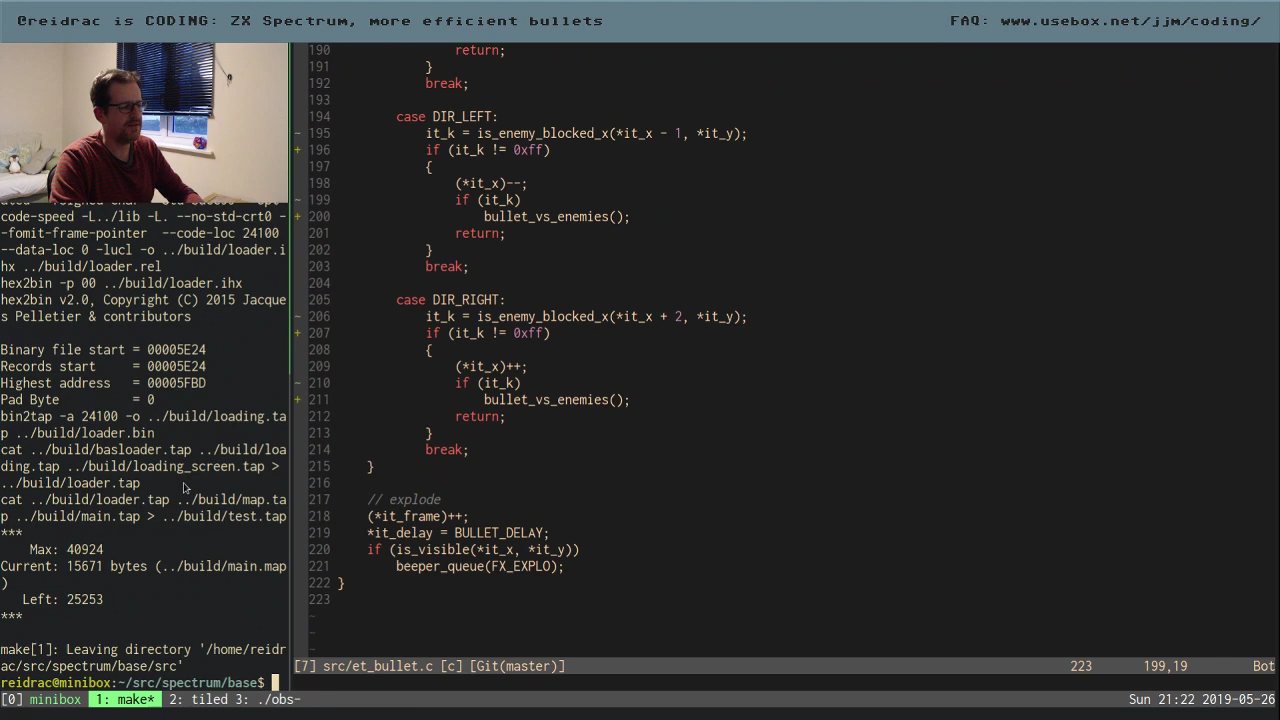 @reidrac is CODING: ZX Spectrum, more efficient bullets
FAQ: www.usebox.net/jjm/coding/
code-speed -L../lib -L. --no-std-crt0 -
-fomit-frame-pointer  --code-loc 24100
--data-loc 0 -lucl -o ../build/loader.i
hx ../build/loader.rel
hex2bin -p 00 ../build/loader.ihx
hex2bin v2.0, Copyright (C) 2015 Jacque
s Pelletier & contributors
Binary file start = 00005E24
Records start     = 00005E24
Highest address   = 00005FBD
Pad Byte          = 0
bin2tap -a 24100 -o ../build/loading.ta
p ../build/loader.bin
cat ../build/basloader.tap ../build/loa
ding.tap ../build/loading_screen.tap >
../build/loader.tap
cat ../build/loader.tap ../build/map.ta
p ../build/main.tap > ../build/test.tap
***
    Max: 40924
Current: 15671 bytes (../build/main.map
)
   Left: 25253
***
make[1]: Leaving directory '/home/reidr
ac/src/spectrum/base/src'
reidrac@minibox:~/src/spectrum/base$
190                 return;
191             }
192             break;
193
194         case DIR_LEFT:
~ 195             it_k = is_enemy_blocked_x(*it_x - 1, *it_y);
+ 196             if (it_k != 0xff)
197             {
198                 (*it_x)--;
~ 199                 if (it_k)
+ 200                     bullet_vs_enemies();
201                 return;
202             }
203             break;
204
205         case DIR_RIGHT:
~ 206             it_k = is_enemy_blocked_x(*it_x + 2, *it_y);
+ 207             if (it_k != 0xff)
208             {
209                 (*it_x)++;
~ 210                 if (it_k)
+ 211                     bullet_vs_enemies();
212                 return;
213             }
214             break;
215     }
216
217     // explode
218     (*it_frame)++;
219     *it_delay = BULLET_DELAY;
220     if (is_visible(*it_x, *it_y))
221         beeper_queue(FX_EXPLO);
222 }
223
~
~
~
[7] src/et_bullet.c [c] [Git(master)] 223 199,19 Bot
[0] minibox 1: make* 2: tiled 3: ./obs- Sun 21:22 2019-05-26